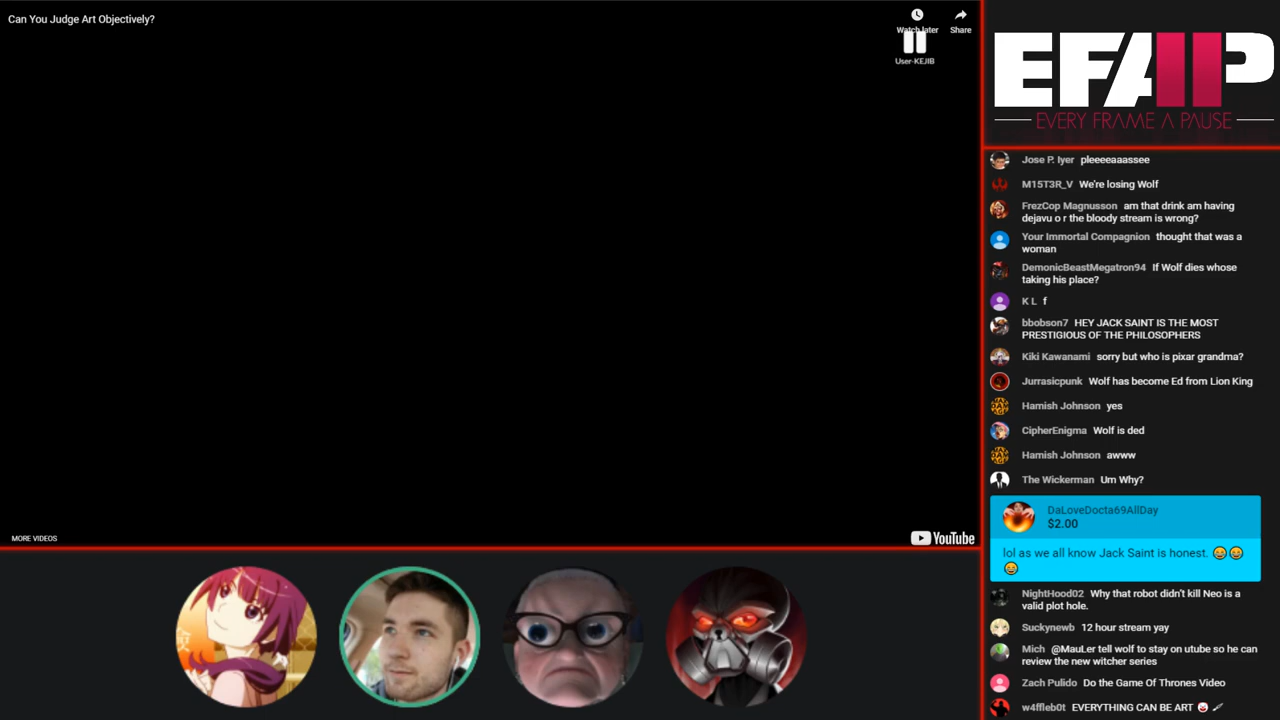 Can You Judge Art Objectively?
Watch later
Share
User-KEJIB
MORE VIDEOS
YouTube
EFAP
EVERY FRAME A PAUSE
Jose P. Iyer pleeeeaaassee
M15T3R_V We're losing Wolf
FrezCop Magnusson am that drink am having
dejavu o r the bloody stream is wrong?
Your Immortal Compagnion thought that was a
woman
DemonicBeastMegatron94 If Wolf dies whose
taking his place?
K L f
bbobson7 HEY JACK SAINT IS THE MOST
PRESTIGIOUS OF THE PHILOSOPHERS
Kiki Kawanami sorry but who is pixar grandma?
Jurrasicpunk Wolf has become Ed from Lion King
Hamish Johnson yes
CipherEnigma Wolf is ded
Hamish Johnson awww
The Wickerman Um Why?
DaLoveDocta69AllDay
$2.00
lol as we all know Jack Saint is honest. 😂😂
😂
NightHood02 Why that robot didn't kill Neo is a
valid plot hole.
Suckynewb 12 hour stream yay
Mich @MauLer tell wolf to stay on utube so he can
review the new witcher series
Zach Pulido Do the Game Of Thrones Video
w4ffleb0t EVERYTHING CAN BE ART 🤡 🖌